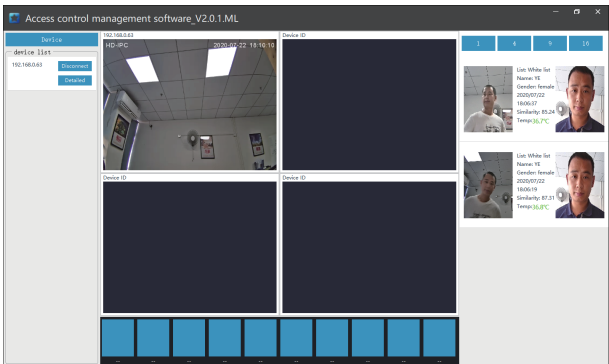 Access control management software_V2.0.1.ML
Device
device list
192.168.0.63
Disconnect
Detailed
192.168.0.63
HD-IPC
2020-07-22 18:10:10
Device ID
Device ID
Device ID
1
4
9
16
List: White list
Name: YE
Gender: female
2020/07/22
18:06:37
Similarity: 85.24
Temp:36.7°C
List: White list
Name: YE
Gender: female
2020/07/22
18:06:19
Similarity: 87.31
Temp:36.8°C
-- -- -- -- -- -- -- -- -- --